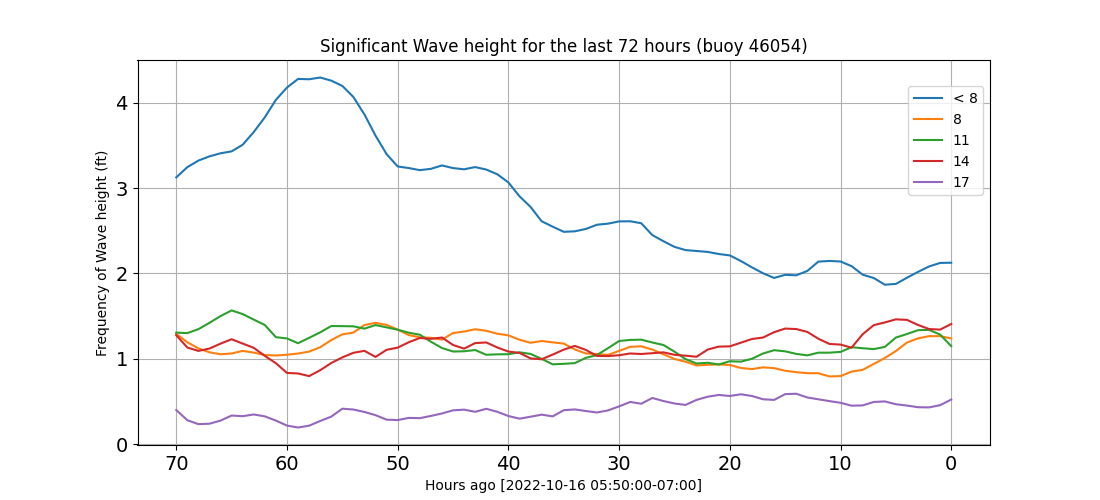 Significant Wave height for the last 72 hours (buoy 46054)
Frequency of Wave height (ft)
4
3
2
1
0
< 8
8
11
14
17
70 60 50 40 30 20 10 0
Hours ago [2022-10-16 05:50:00-07:00]